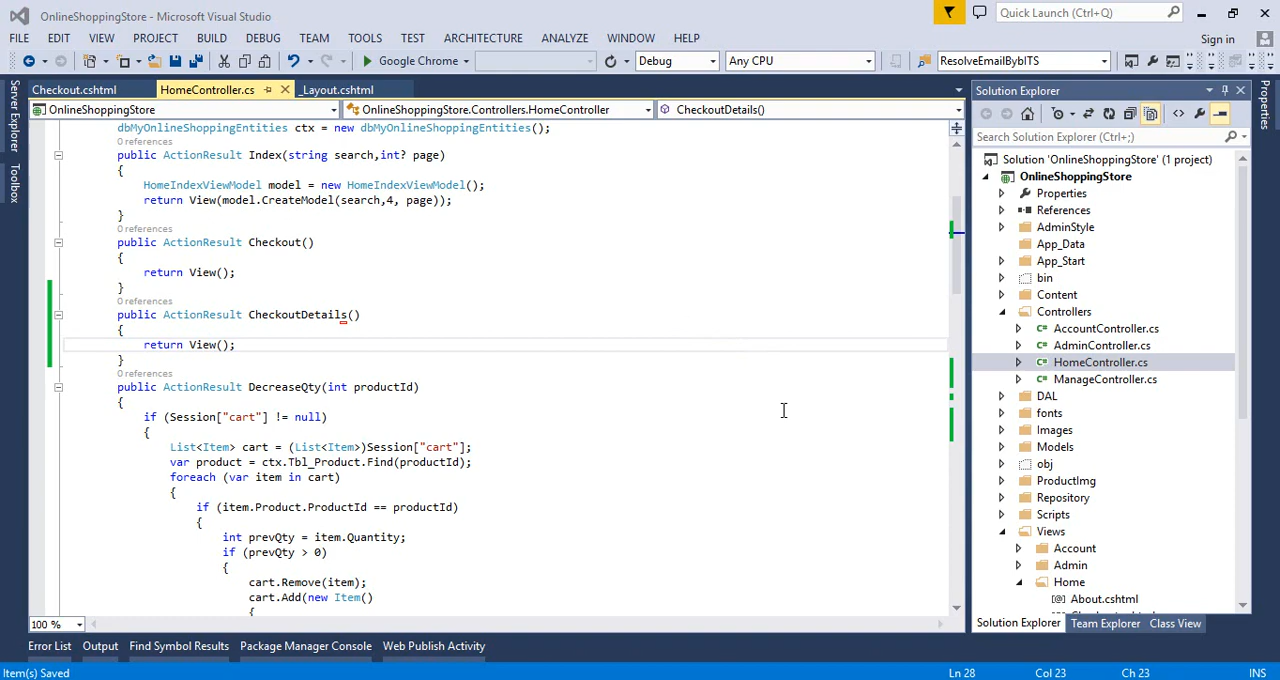 OnlineShoppingStore - Microsoft Visual Studio
Quick Launch (Ctrl+Q)
FILE EDIT VIEW PROJECT BUILD DEBUG TEAM TOOLS TEST ARCHITECTURE ANALYZE WINDOW HELP
Sign in
Google Chrome Debug Any CPU ResolveEmailBybITS
Server Explorer
Toolbox
Checkout.cshtml HomeController.cs _Layout.cshtml
OnlineShoppingStore OnlineShoppingStore.Controllers.HomeController CheckoutDetails()
dbMyOnlineShoppingEntities ctx = new dbMyOnlineShoppingEntities();
0 references
public ActionResult Index(string search,int? page)
{
HomeIndexViewModel model = new HomeIndexViewModel();
return View(model.CreateModel(search,4, page));
}
0 references
public ActionResult Checkout()
{
return View();
}
0 references
public ActionResult CheckoutDetails()
{
return View();
}
0 references
public ActionResult DecreaseQty(int productId)
{
if (Session["cart"] != null)
{
List<Item> cart = (List<Item>)Session["cart"];
var product = ctx.Tbl_Product.Find(productId);
foreach (var item in cart)
{
if (item.Product.ProductId == productId)
{
int prevQty = item.Quantity;
if (prevQty > 0)
{
cart.Remove(item);
cart.Add(new Item()
{
100 %
Solution Explorer
Search Solution Explorer (Ctrl+;)
Solution 'OnlineShoppingStore' (1 project)
OnlineShoppingStore
Properties
References
AdminStyle
App_Data
App_Start
bin
Content
Controllers
AccountController.cs
AdminController.cs
HomeController.cs
ManageController.cs
DAL
fonts
Images
Models
obj
ProductImg
Repository
Scripts
Views
Account
Admin
Home
About.cshtml
Solution Explorer Team Explorer Class View
Properties
Error List Output Find Symbol Results Package Manager Console Web Publish Activity
Item(s) Saved Ln 28 Col 23 Ch 23 INS